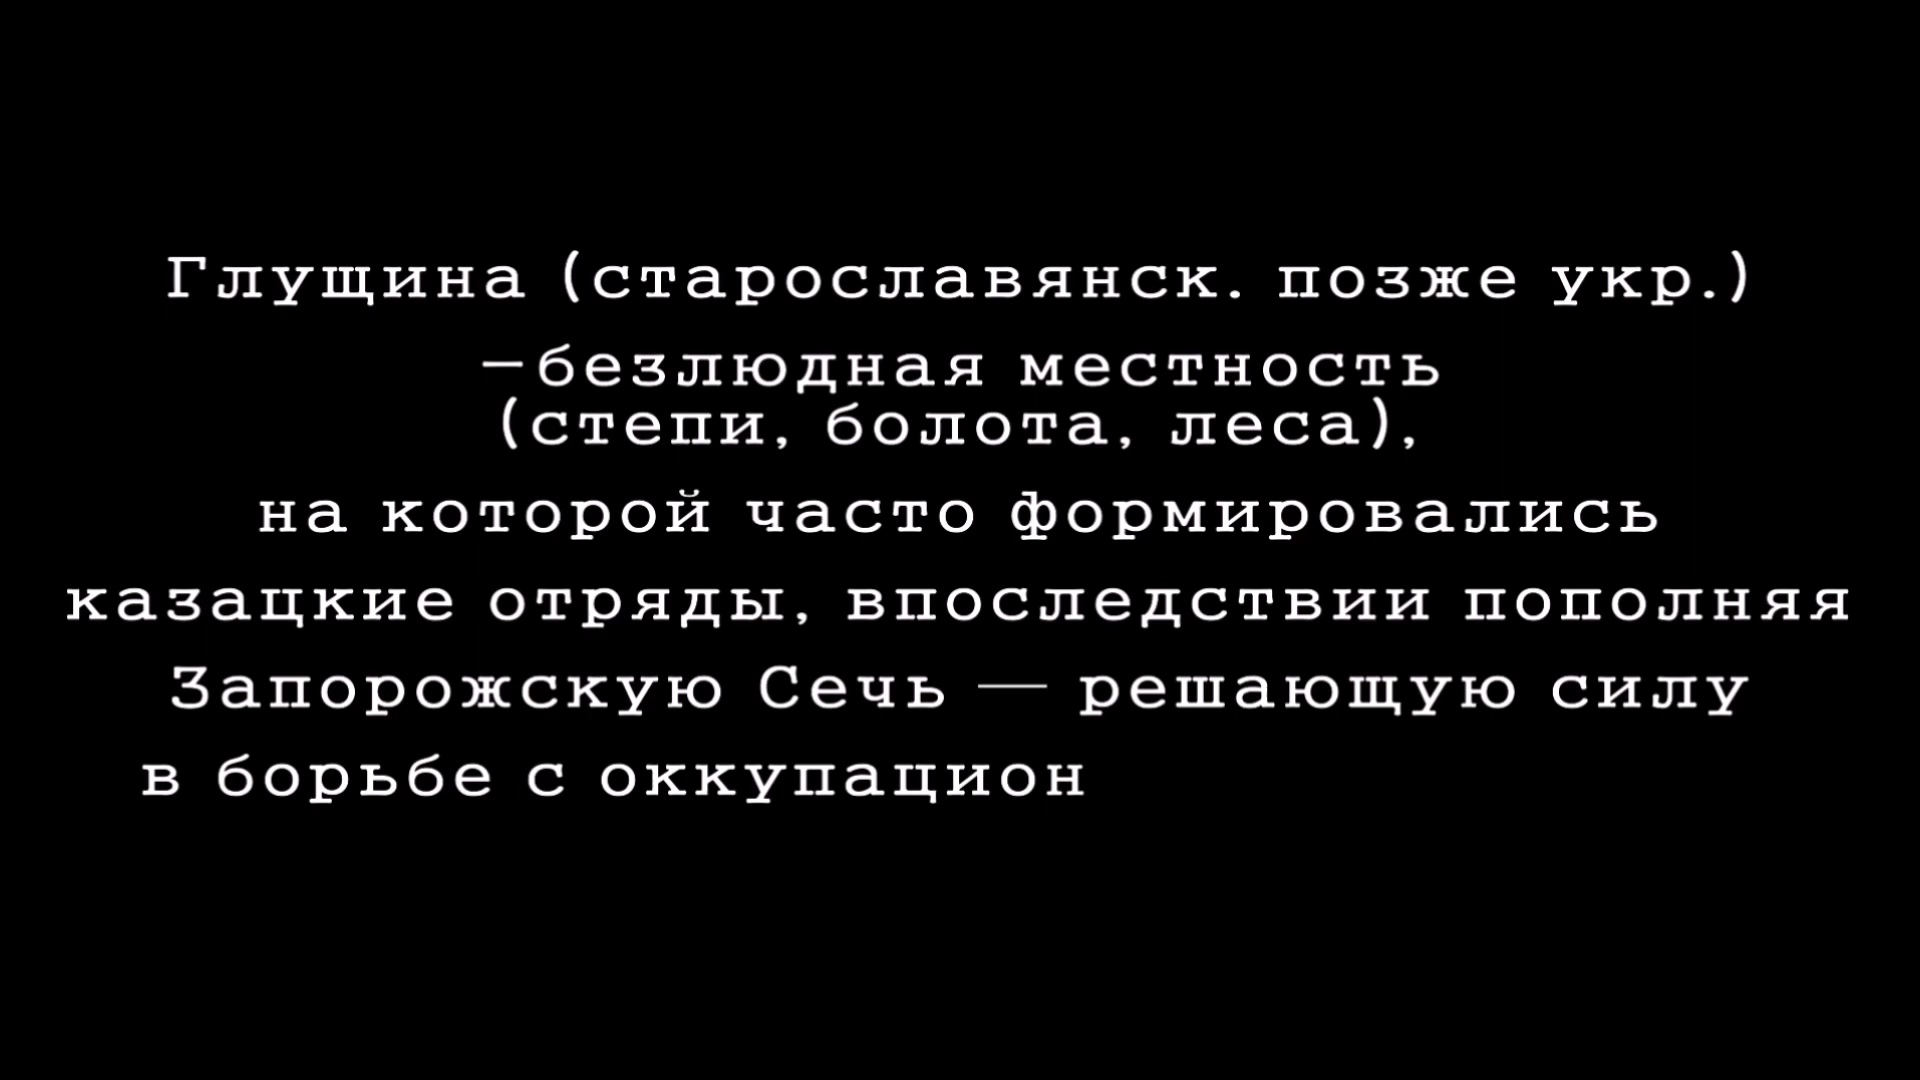 Глущина (старославянск. позже укр.)
—безлюдная местность
(степи, болота, леса),
на которой часто формировались
казацкие отряды, впоследствии пополняя
Запорожскую Сечь — решающую силу
в борьбе с оккупацион